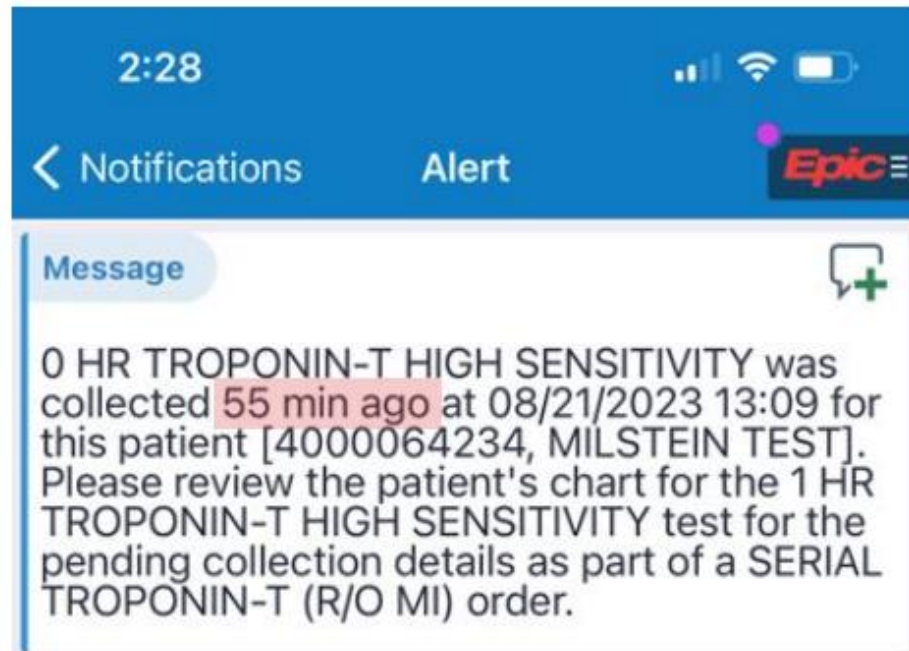 2:28
Notifications Alert Epic
Message
0 HR TROPONIN-T HIGH SENSITIVITY was
collected 55 min ago at 08/21/2023 13:09 for
this patient [4000064234, MILSTEIN TEST].
Please review the patient's chart for the 1 HR
TROPONIN-T HIGH SENSITIVITY test for the
pending collection details as part of a SERIAL
TROPONIN-T (R/O MI) order.